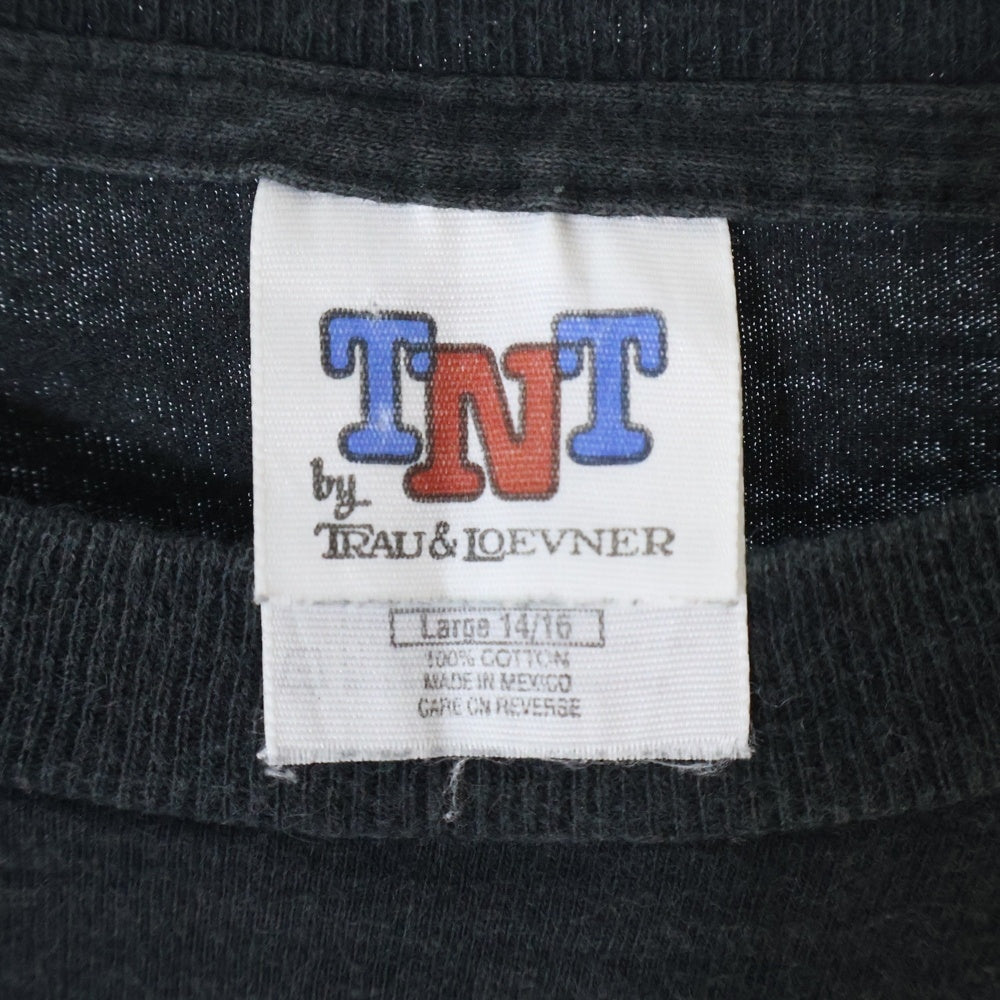 TNT
by
TRAU & LOEVNER
Large 14/16
100% COTTON
MADE IN MEXICO
CARE ON REVERSE